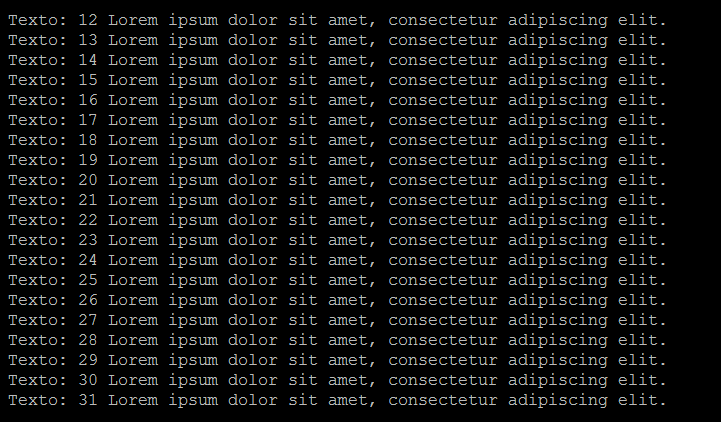 Texto: 12 Lorem ipsum dolor sit amet, consectetur adipiscing elit.
Texto: 13 Lorem ipsum dolor sit amet, consectetur adipiscing elit.
Texto: 14 Lorem ipsum dolor sit amet, consectetur adipiscing elit.
Texto: 15 Lorem ipsum dolor sit amet, consectetur adipiscing elit.
Texto: 16 Lorem ipsum dolor sit amet, consectetur adipiscing elit.
Texto: 17 Lorem ipsum dolor sit amet, consectetur adipiscing elit.
Texto: 18 Lorem ipsum dolor sit amet, consectetur adipiscing elit.
Texto: 19 Lorem ipsum dolor sit amet, consectetur adipiscing elit.
Texto: 20 Lorem ipsum dolor sit amet, consectetur adipiscing elit.
Texto: 21 Lorem ipsum dolor sit amet, consectetur adipiscing elit.
Texto: 22 Lorem ipsum dolor sit amet, consectetur adipiscing elit.
Texto: 23 Lorem ipsum dolor sit amet, consectetur adipiscing elit.
Texto: 24 Lorem ipsum dolor sit amet, consectetur adipiscing elit.
Texto: 25 Lorem ipsum dolor sit amet, consectetur adipiscing elit.
Texto: 26 Lorem ipsum dolor sit amet, consectetur adipiscing elit.
Texto: 27 Lorem ipsum dolor sit amet, consectetur adipiscing elit.
Texto: 28 Lorem ipsum dolor sit amet, consectetur adipiscing elit.
Texto: 29 Lorem ipsum dolor sit amet, consectetur adipiscing elit.
Texto: 30 Lorem ipsum dolor sit amet, consectetur adipiscing elit.
Texto: 31 Lorem ipsum dolor sit amet, consectetur adipiscing elit.